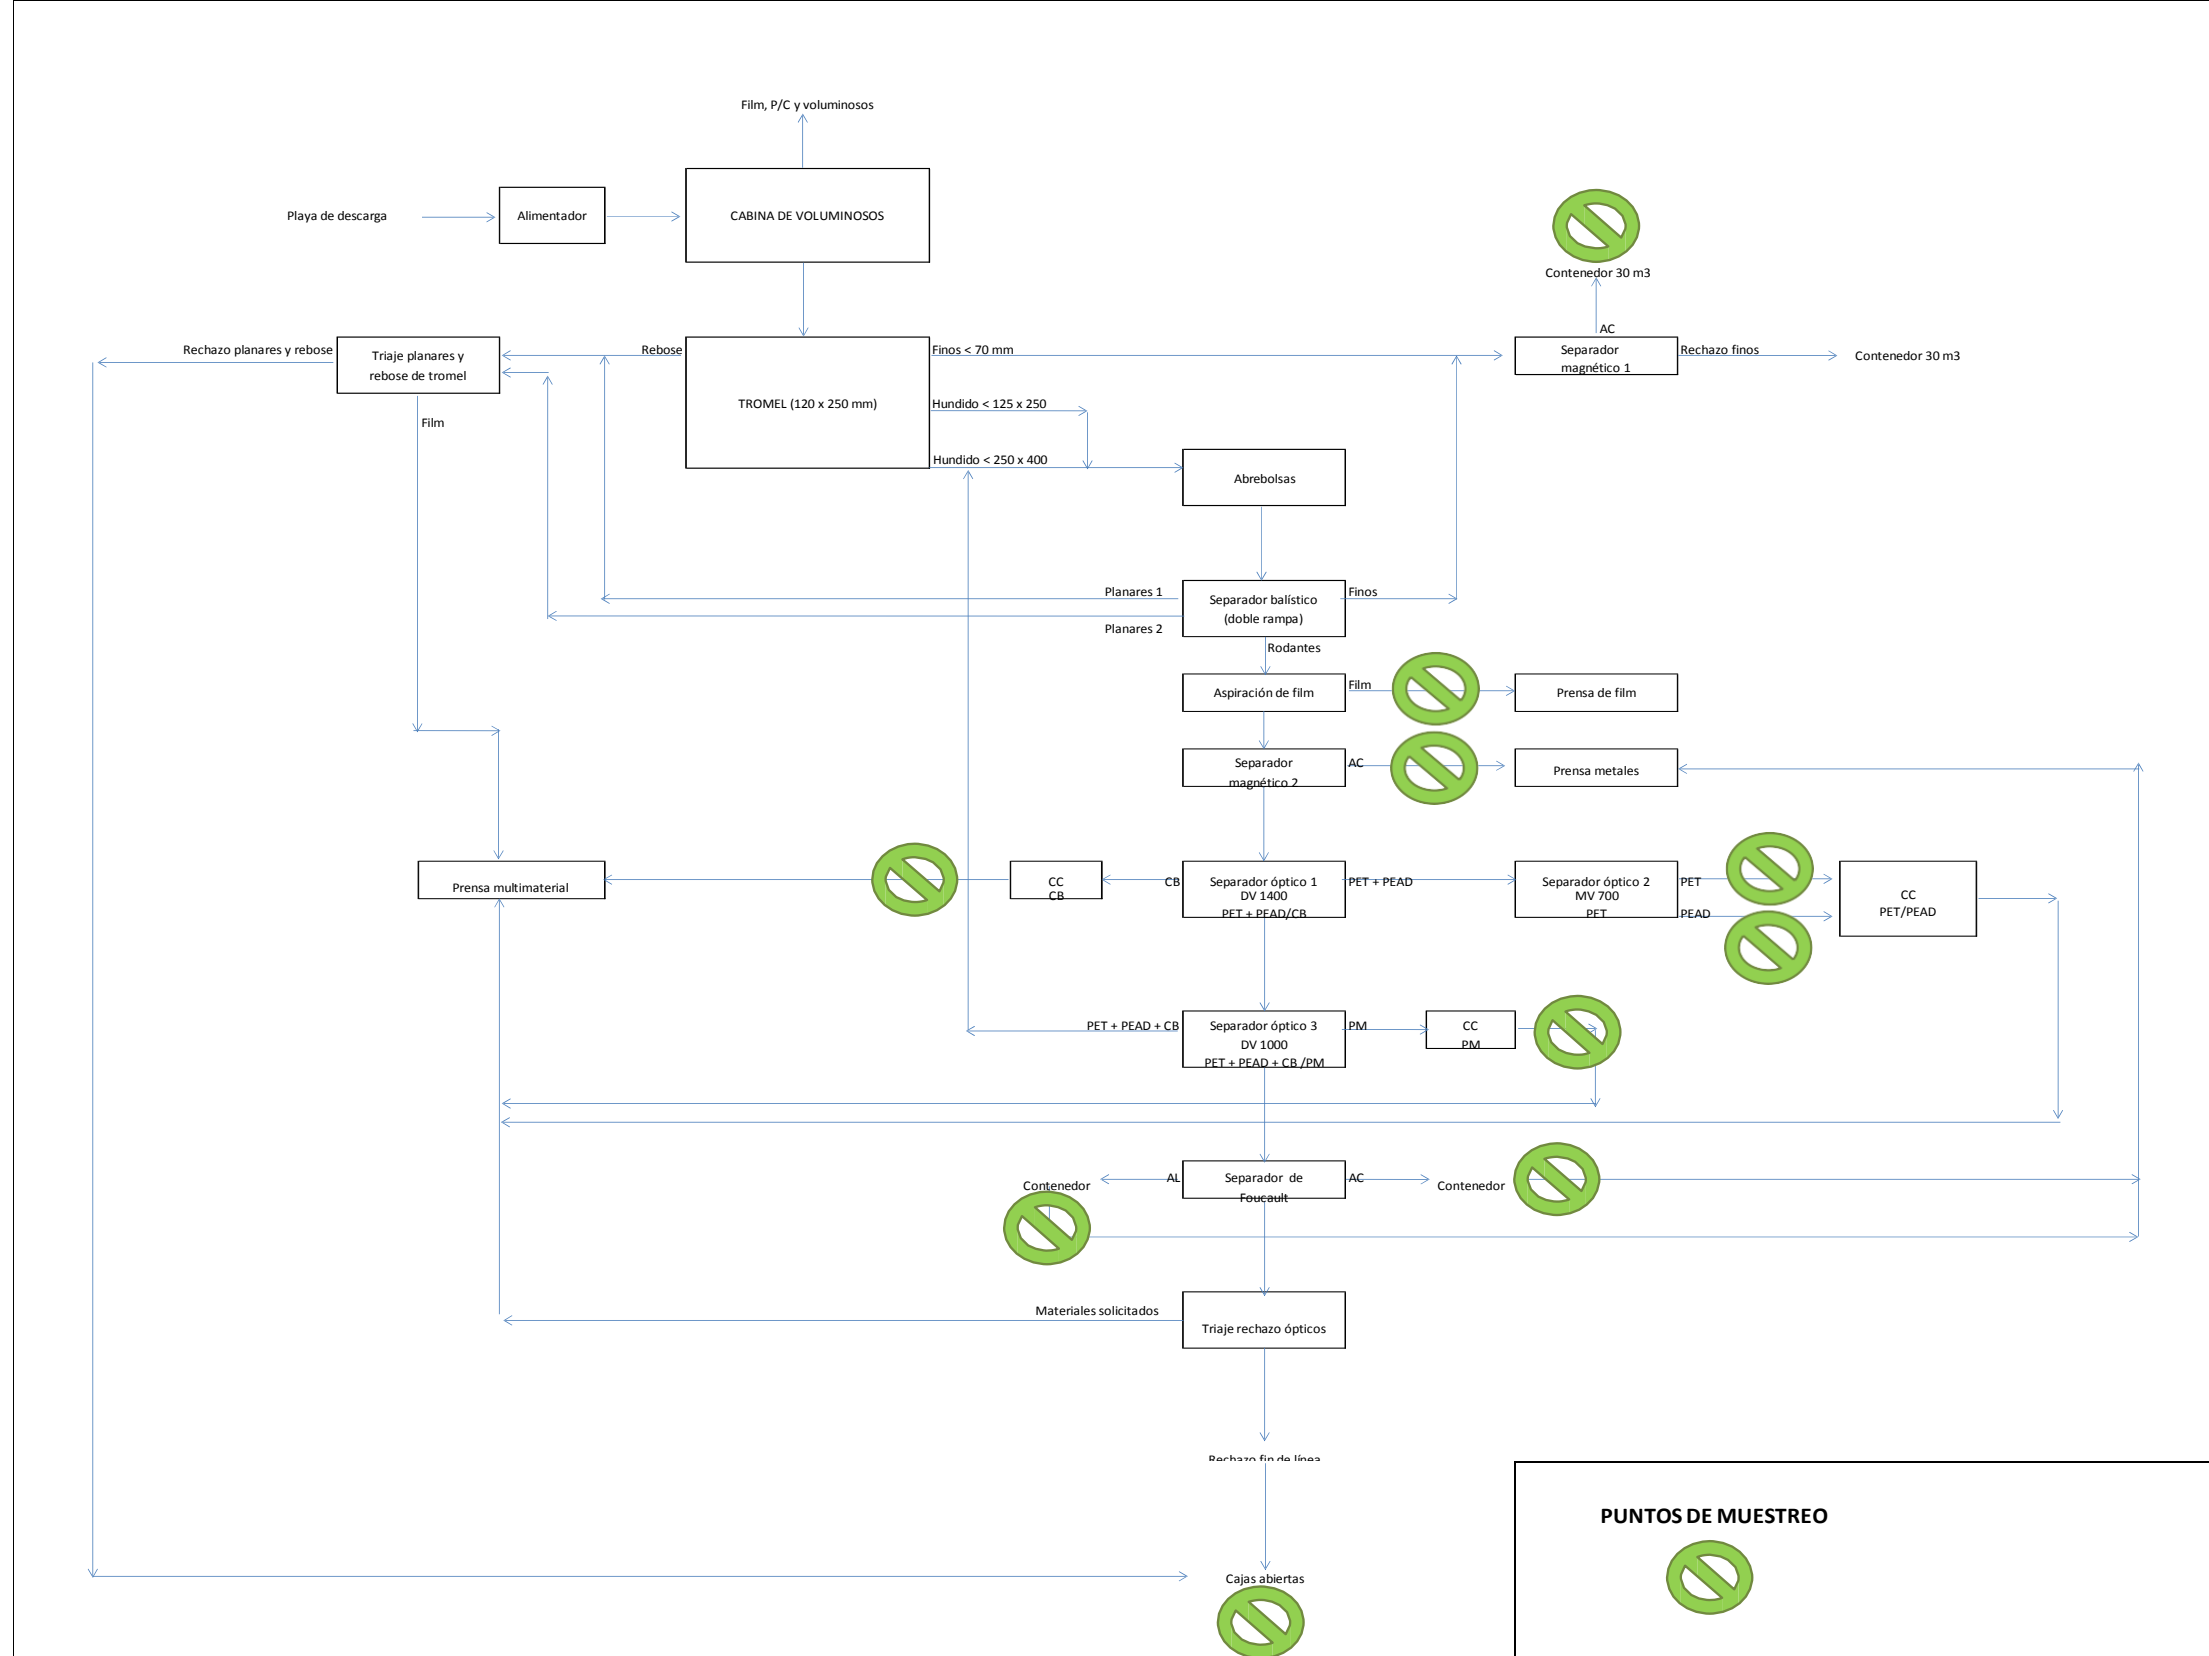 Film, P/C y voluminosos
Playa de descarga
Alimentador
CABINA DE VOLUMINOSOS
Contenedor 30 m3
AC
Rechazo planares y rebose
Triaje planares y
rebose de tromel
Rebose
Finos < 70 mm
Separador
magnético 1
Rechazo finos
Contenedor 30 m3
TROMEL (120 x 250 mm)
Hundido < 125 x 250
Film
Hundido < 250 x 400
Abrebolsas
Planares 1
Separador balístico
(doble rampa)
Finos
Planares 2
Rodantes
Aspiración de film
Film
Prensa de film
Separador
magnético 2
AC
Prensa metales
Prensa multimaterial
CC
CB
CB
Separador óptico 1
DV 1400
PET + PEAD/CB
PET + PEAD
Separador óptico 2
MV 700
PET
PET
PEAD
CC
PET/PEAD
PET + PEAD + CB
Separador óptico 3
DV 1000
PET + PEAD + CB /PM
PM
CC
PM
Contenedor
AL
Separador de
Foucault
AC
Contenedor
Materiales solicitados
Triaje rechazo ópticos
Rechazo fin de línea
Cajas abiertas
PUNTOS DE MUESTREO